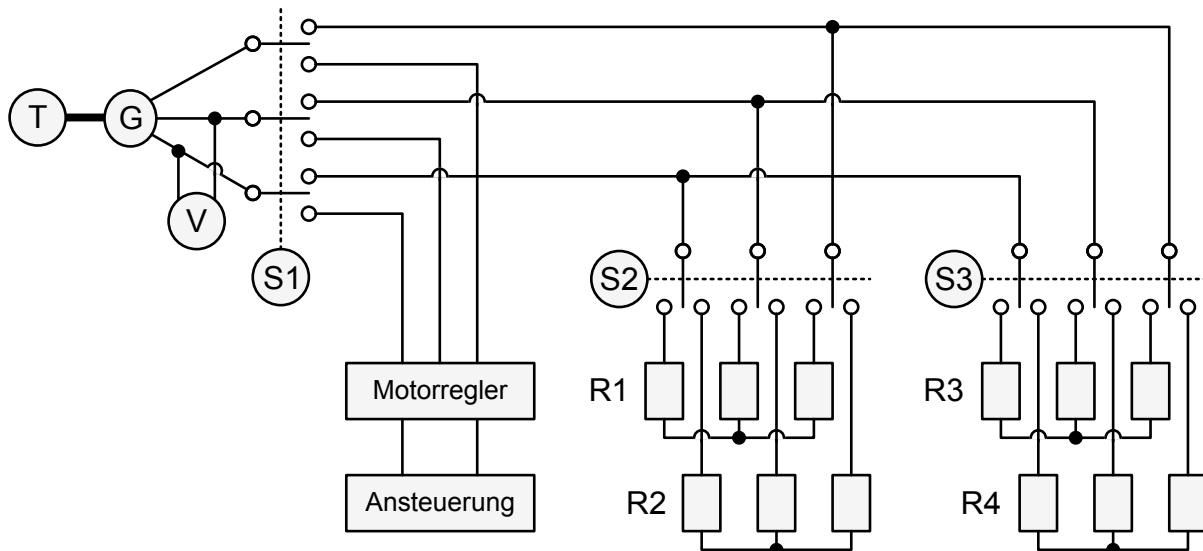 T
G
V
S1
S2
S3
Motorregler
R1
R3
Ansteuerung
R2
R4